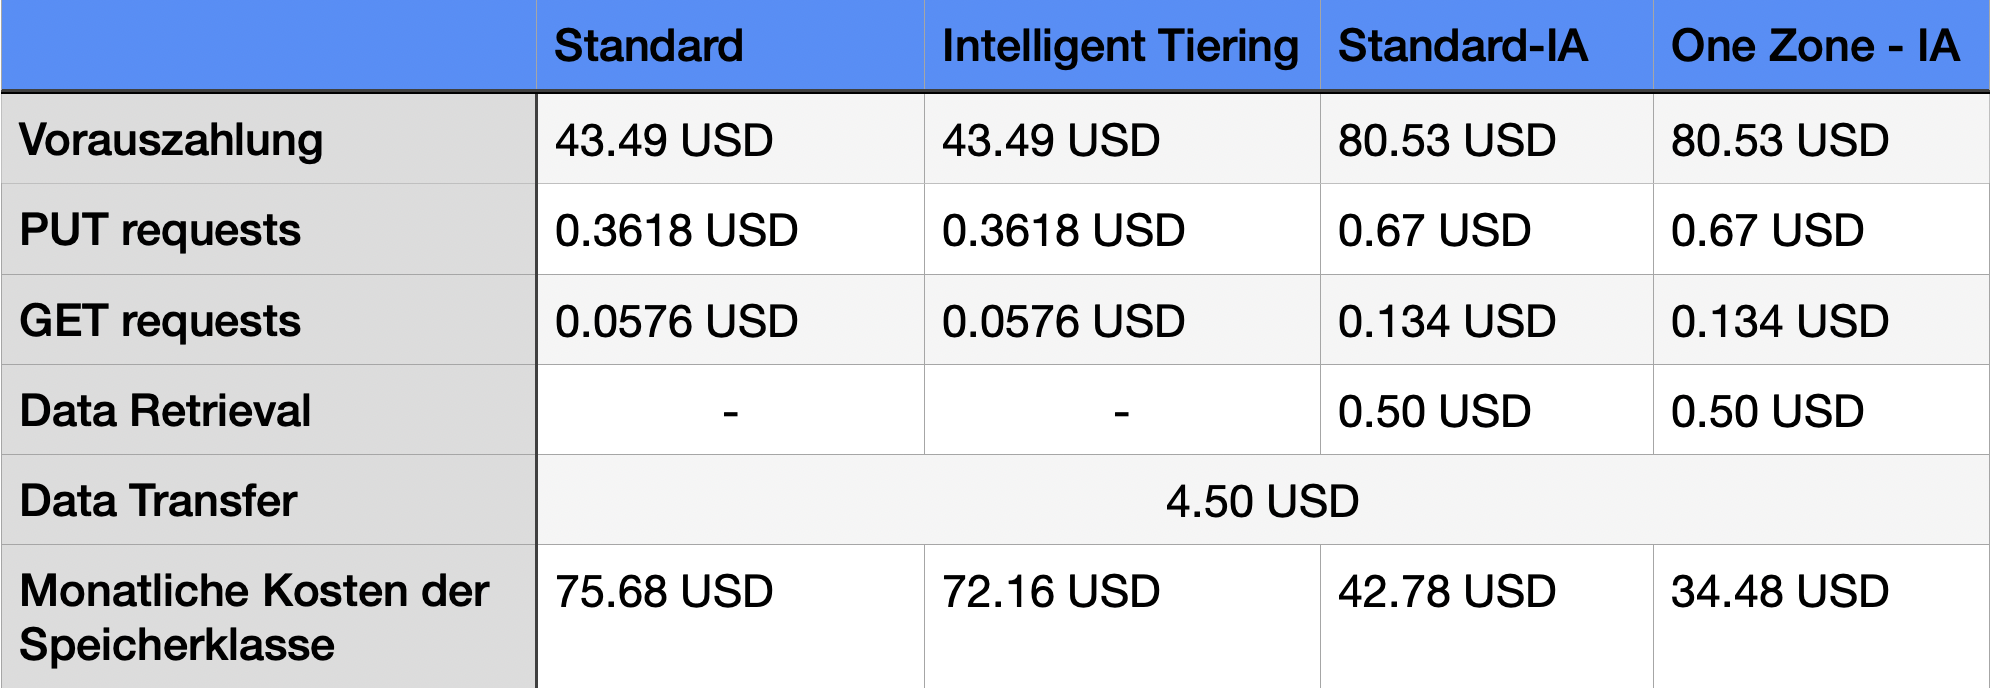 Standard Intelligent Tiering Standard-IA One Zone - IA
Vorauszahlung 43.49 USD 43.49 USD 80.53 USD 80.53 USD
PUT requests 0.3618 USD 0.3618 USD 0.67 USD 0.67 USD
GET requests 0.0576 USD 0.0576 USD 0.134 USD 0.134 USD
Data Retrieval - - 0.50 USD 0.50 USD
Data Transfer 4.50 USD
Monatliche Kosten der 75.68 USD 72.16 USD 42.78 USD 34.48 USD
Speicherklasse